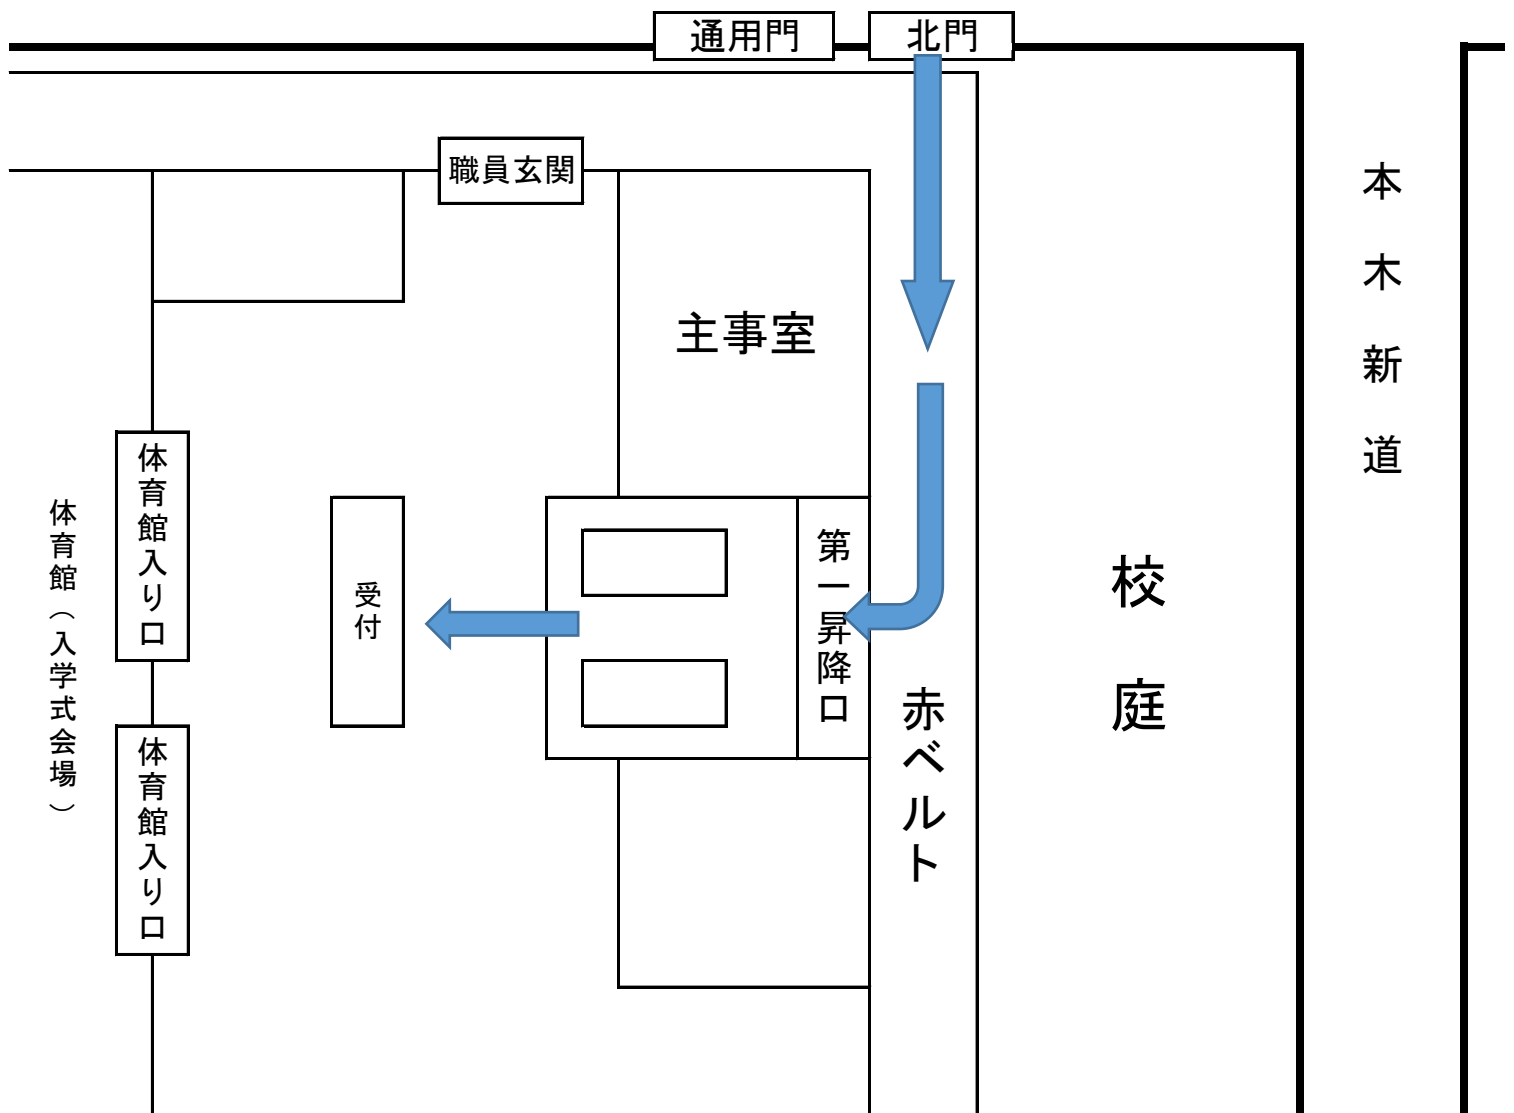 通用門
北門
職員玄関
本木新道
主事室
体育館入り口
体育館（入学式会場）
受付
第一昇降口
校庭
赤ベルト
体育館入り口